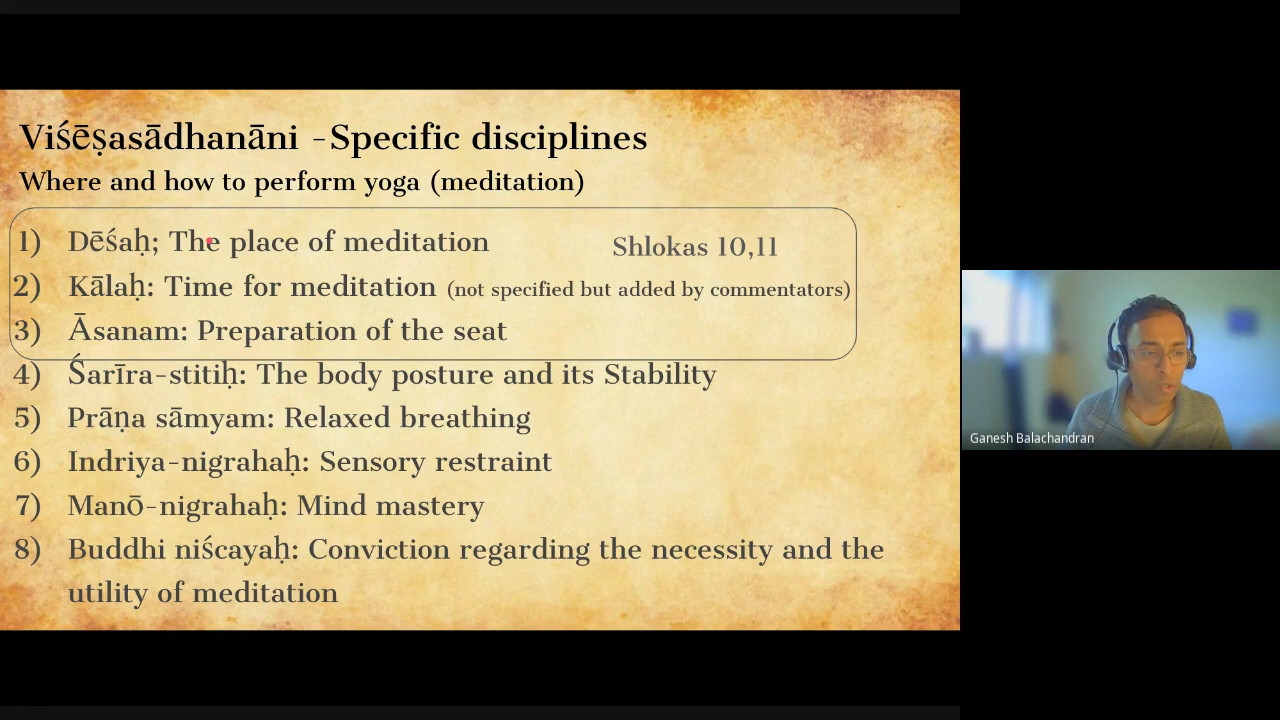 Viśēṣasādhanāni -Specific disciplines
Where and how to perform yoga (meditation)
1) Dēśaḥ; The place of meditation Shlokas 10,11
2) Kālaḥ: Time for meditation (not specified but added by commentators)
3) Āsanam: Preparation of the seat
4) Śarīra-stitiḥ: The body posture and its Stability
5) Prāṇa sāmyam: Relaxed breathing
6) Indriya-nigrahaḥ: Sensory restraint
7) Manō-nigrahaḥ: Mind mastery
8) Buddhi niścayaḥ: Conviction regarding the necessity and the
utility of meditation
Ganesh Balachandran